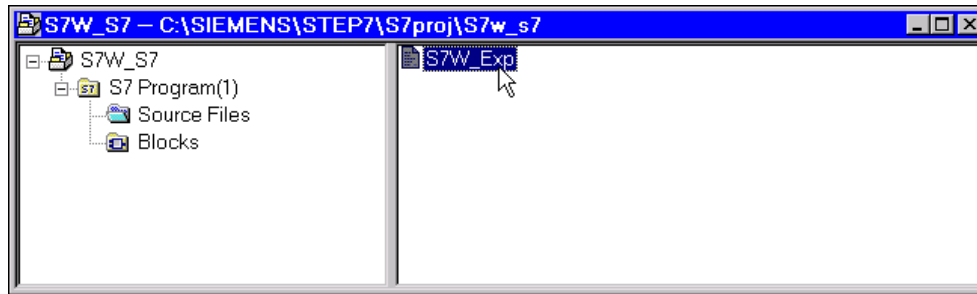 S7W_S7 — C:\SIEMENS\STEP7\S7proj\S7w_s7
S7W_S7
S7 Program(1)
Source Files
Blocks
S7W_Exp